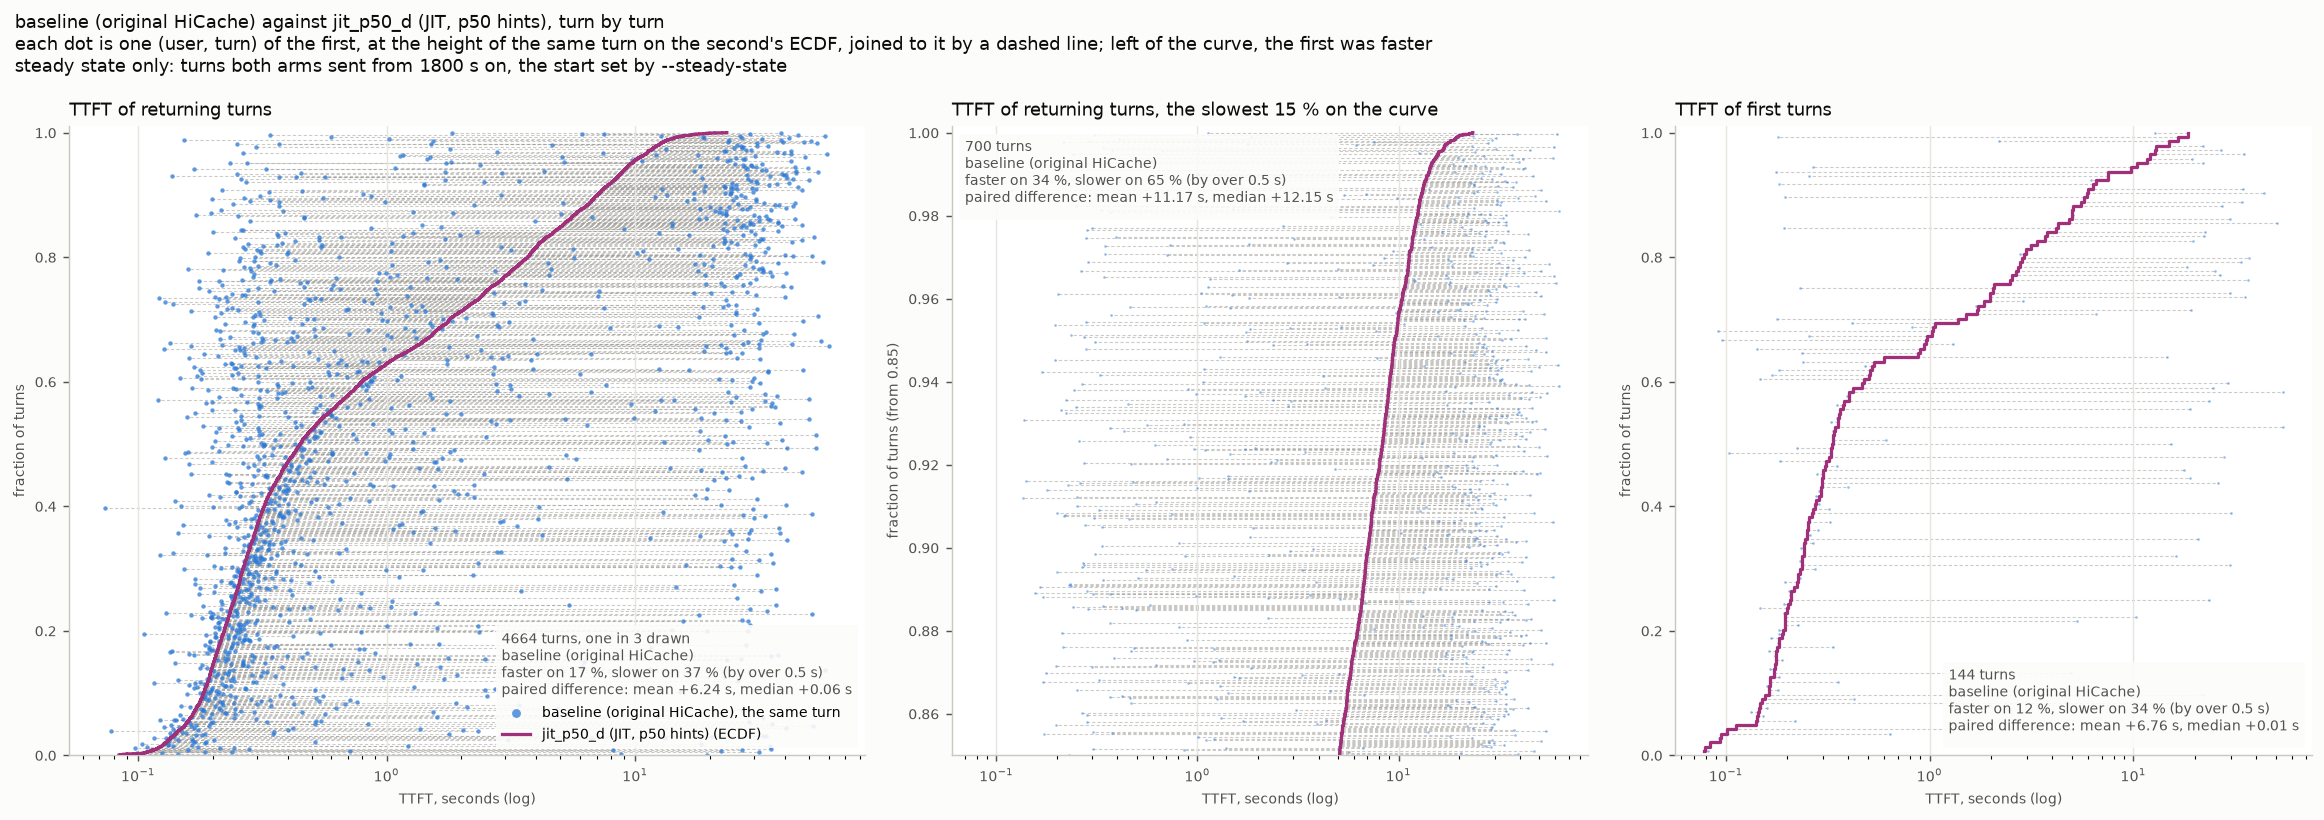 baseline (original HiCache) against jit_p50_d (JIT, p50 hints), turn by turn
each dot is one (user, turn) of the first, at the height of the same turn on the second's ECDF, joined to it by a dashed line; left of the curve, the first was faster
steady state only: turns both arms sent from 1800 s on, the start set by --steady-state
TTFT of returning turns
fraction of turns
1.0
0.8
0.6
0.4
0.2
0.0
4664 turns, one in 3 drawn
baseline (original HiCache)
faster on 17 %, slower on 37 % (by over 0.5 s)
paired difference: mean +6.24 s, median +0.06 s
baseline (original HiCache), the same turn
jit_p50_d (JIT, p50 hints) (ECDF)
10⁻¹ 10⁰ 10¹
TTFT, seconds (log)
TTFT of returning turns, the slowest 15 % on the curve
fraction of turns (from 0.85)
1.00
0.98
0.96
0.94
0.92
0.90
0.88
0.86
700 turns
baseline (original HiCache)
faster on 34 %, slower on 65 % (by over 0.5 s)
paired difference: mean +11.17 s, median +12.15 s
10⁻¹ 10⁰ 10¹
TTFT, seconds (log)
TTFT of first turns
fraction of turns
1.0
0.8
0.6
0.4
0.2
0.0
144 turns
baseline (original HiCache)
faster on 12 %, slower on 34 % (by over 0.5 s)
paired difference: mean +6.76 s, median +0.01 s
10⁻¹ 10⁰ 10¹
TTFT, seconds (log)